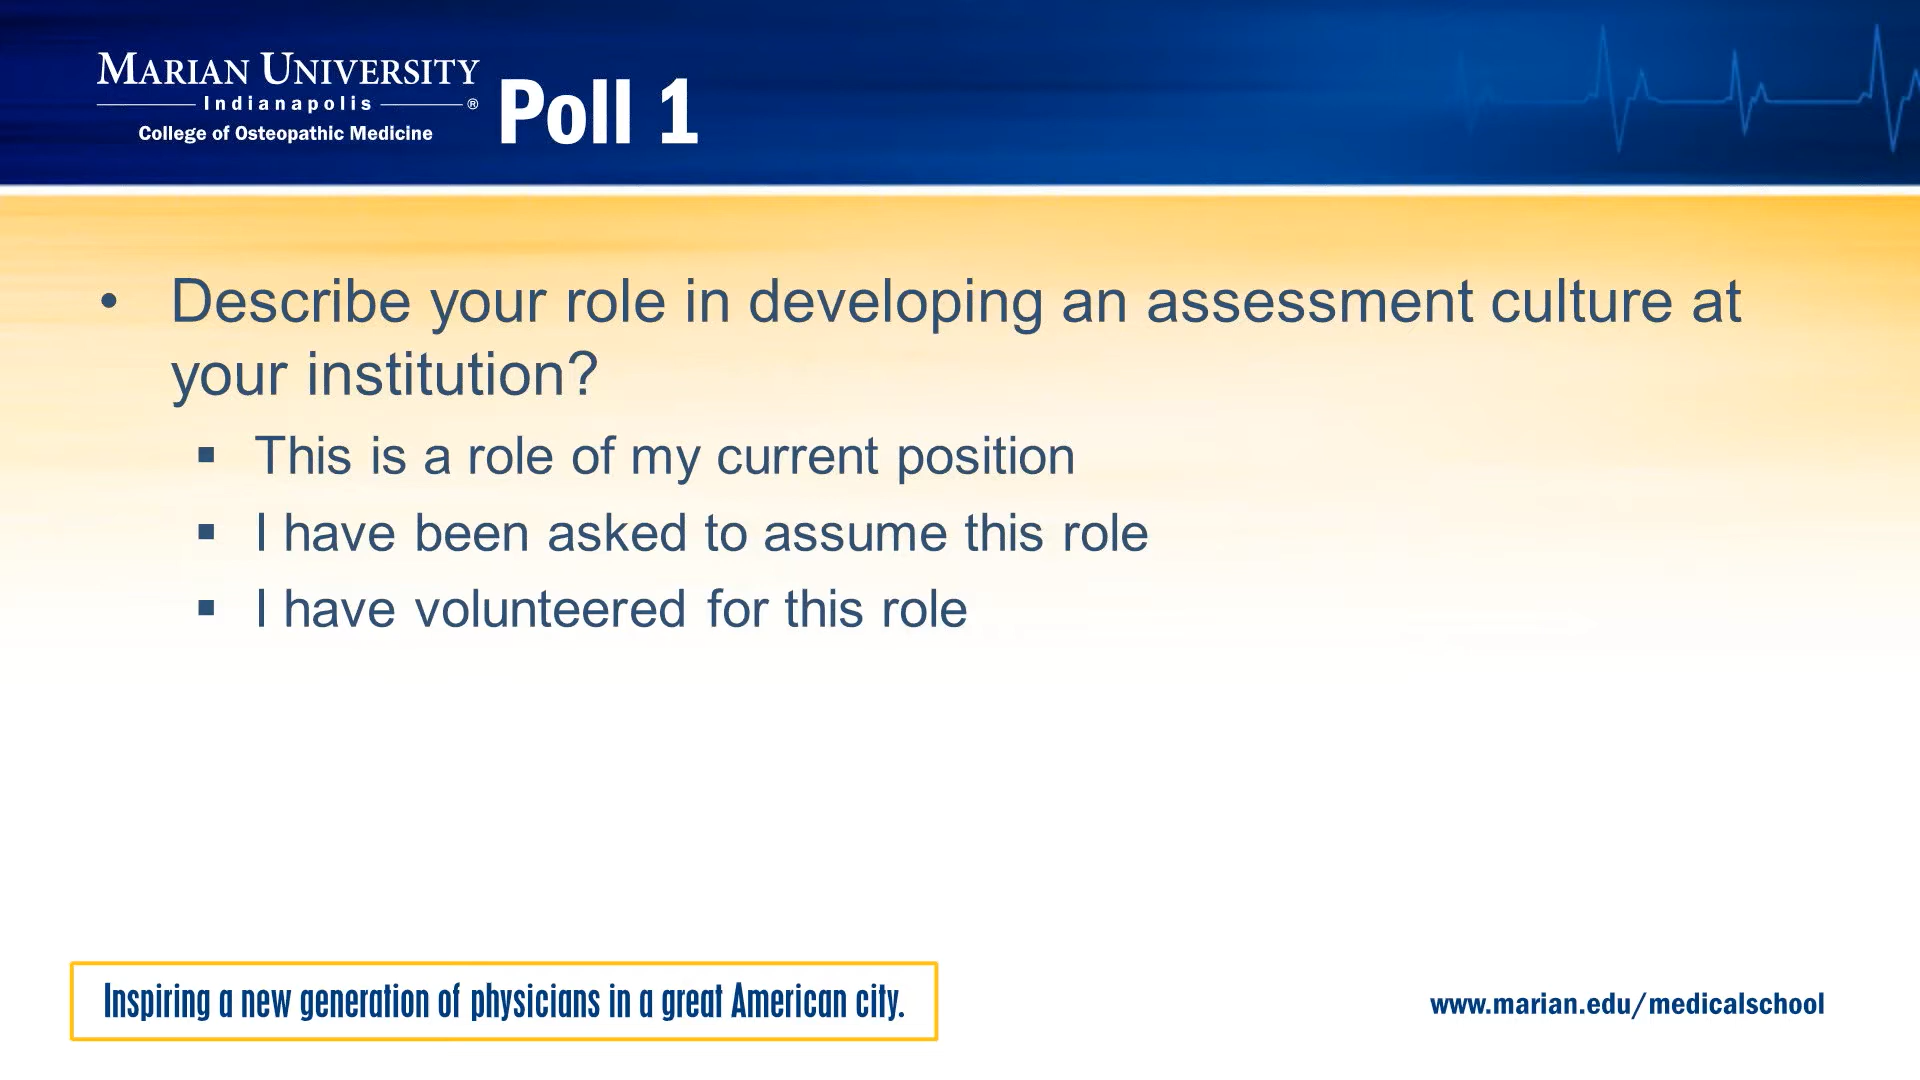 MARIAN UNIVERSITY
Indianapolis ®
College of Osteopathic Medicine
Poll 1
• Describe your role in developing an assessment culture at
your institution?
▪ This is a role of my current position
▪ I have been asked to assume this role
▪ I have volunteered for this role
Inspiring a new generation of physicians in a great American city.
www.marian.edu/medicalschool